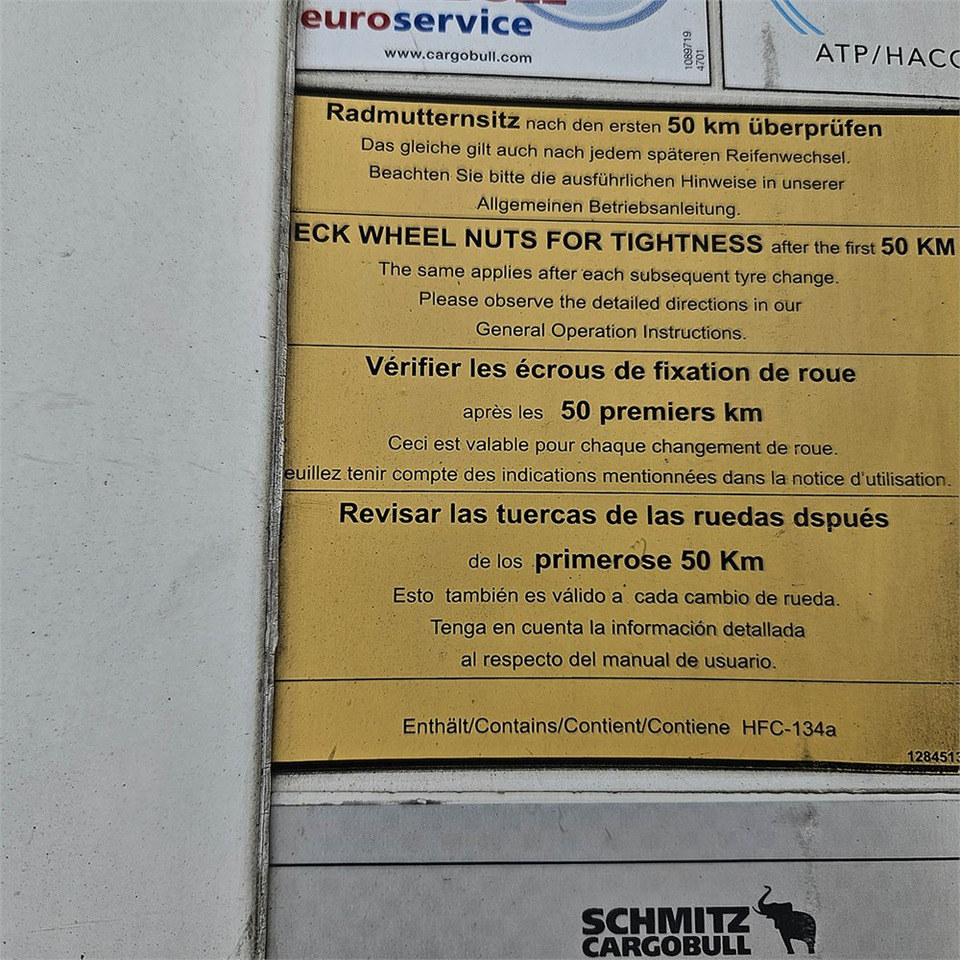 euroservice
www.cargobull.com
1089719
4701
ATP/HACC
Radmutternsitz nach den ersten 50 km überprüfen
Das gleiche gilt auch nach jedem späteren Reifenwechsel.
Beachten Sie bitte die ausführlichen Hinweise in unserer
Allgemeinen Betriebsanleitung.
ECK WHEEL NUTS FOR TIGHTNESS after the first 50 KM
The same applies after each subsequent tyre change.
Please observe the detailed directions in our
General Operation Instructions.
Vérifier les écrous de fixation de roue
après les 50 premiers km
Ceci est valable pour chaque changement de roue.
euillez tenir compte des indications mentionnées dans la notice d'utilisation.
Revisar las tuercas de las ruedas dspués
de los primerose 50 Km
Esto también es válido a cada cambio de rueda.
Tenga en cuenta la información detallada
al respecto del manual de usuario.
Enthält/Contains/Contient/Contiene HFC-134a
1284513
SCHMITZ
CARGOBULL